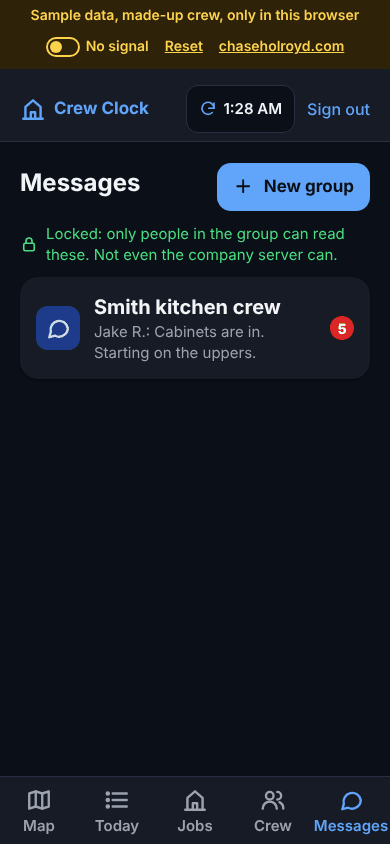 Sample data, made-up crew, only in this browser
No signal Reset chaseholroyd.com
Crew Clock
1:28 AM
Sign out
Messages
New group
Locked: only people in the group can read
these. Not even the company server can.
Smith kitchen crew
Jake R.: Cabinets are in.
Starting on the uppers.
5
Map Today Jobs Crew Messages